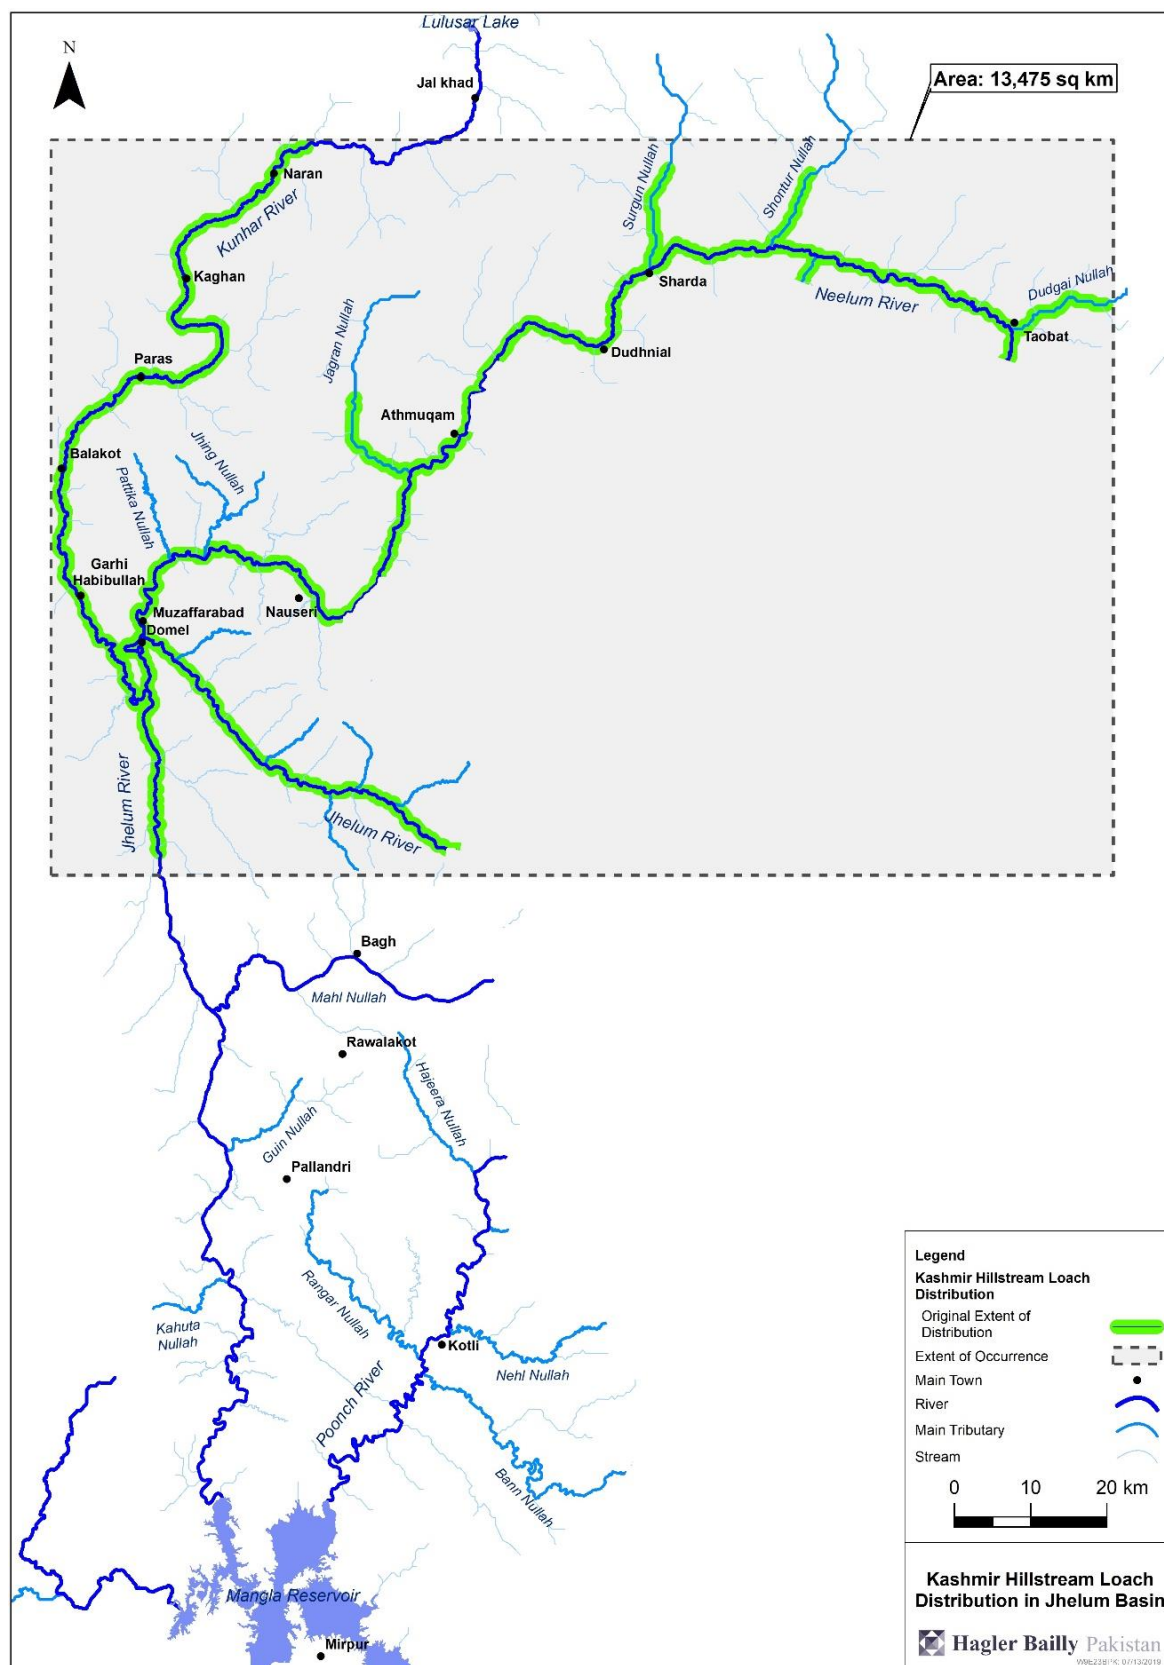 Lulusar Lake
N
Jal khad
Area: 13,475 sq km
Naran
Kunhar River
Surgun Nullah
Shontur Nullah
Kaghan
Sharda
Neelum River
Dudgai Nullah
Taobat
Jagran Nullah
Dudhnial
Paras
Athmuqam
Balakot
Pattika Nullah
Jhing Nullah
Garhi
Habibullah
Muzaffarabad
Domel
Nauseri
Jhelum River
Jhelum River
Bagh
Mahl Nullah
Rawalakot
Hajeera Nullah
Guin Nullah
Pallandri
Rangar Nullah
Kahuta
Nullah
Kotli
Nehl Nullah
Poonch River
Bann Nullah
Mangla Reservoir
Mirpur
Legend
Kashmir Hillstream Loach
Distribution
Original Extent of
Distribution
Extent of Occurrence
Main Town
River
Main Tributary
Stream
0 10 20 km
Kashmir Hillstream Loach
Distribution in Jhelum Basin
Hagler Bailly Pakistan